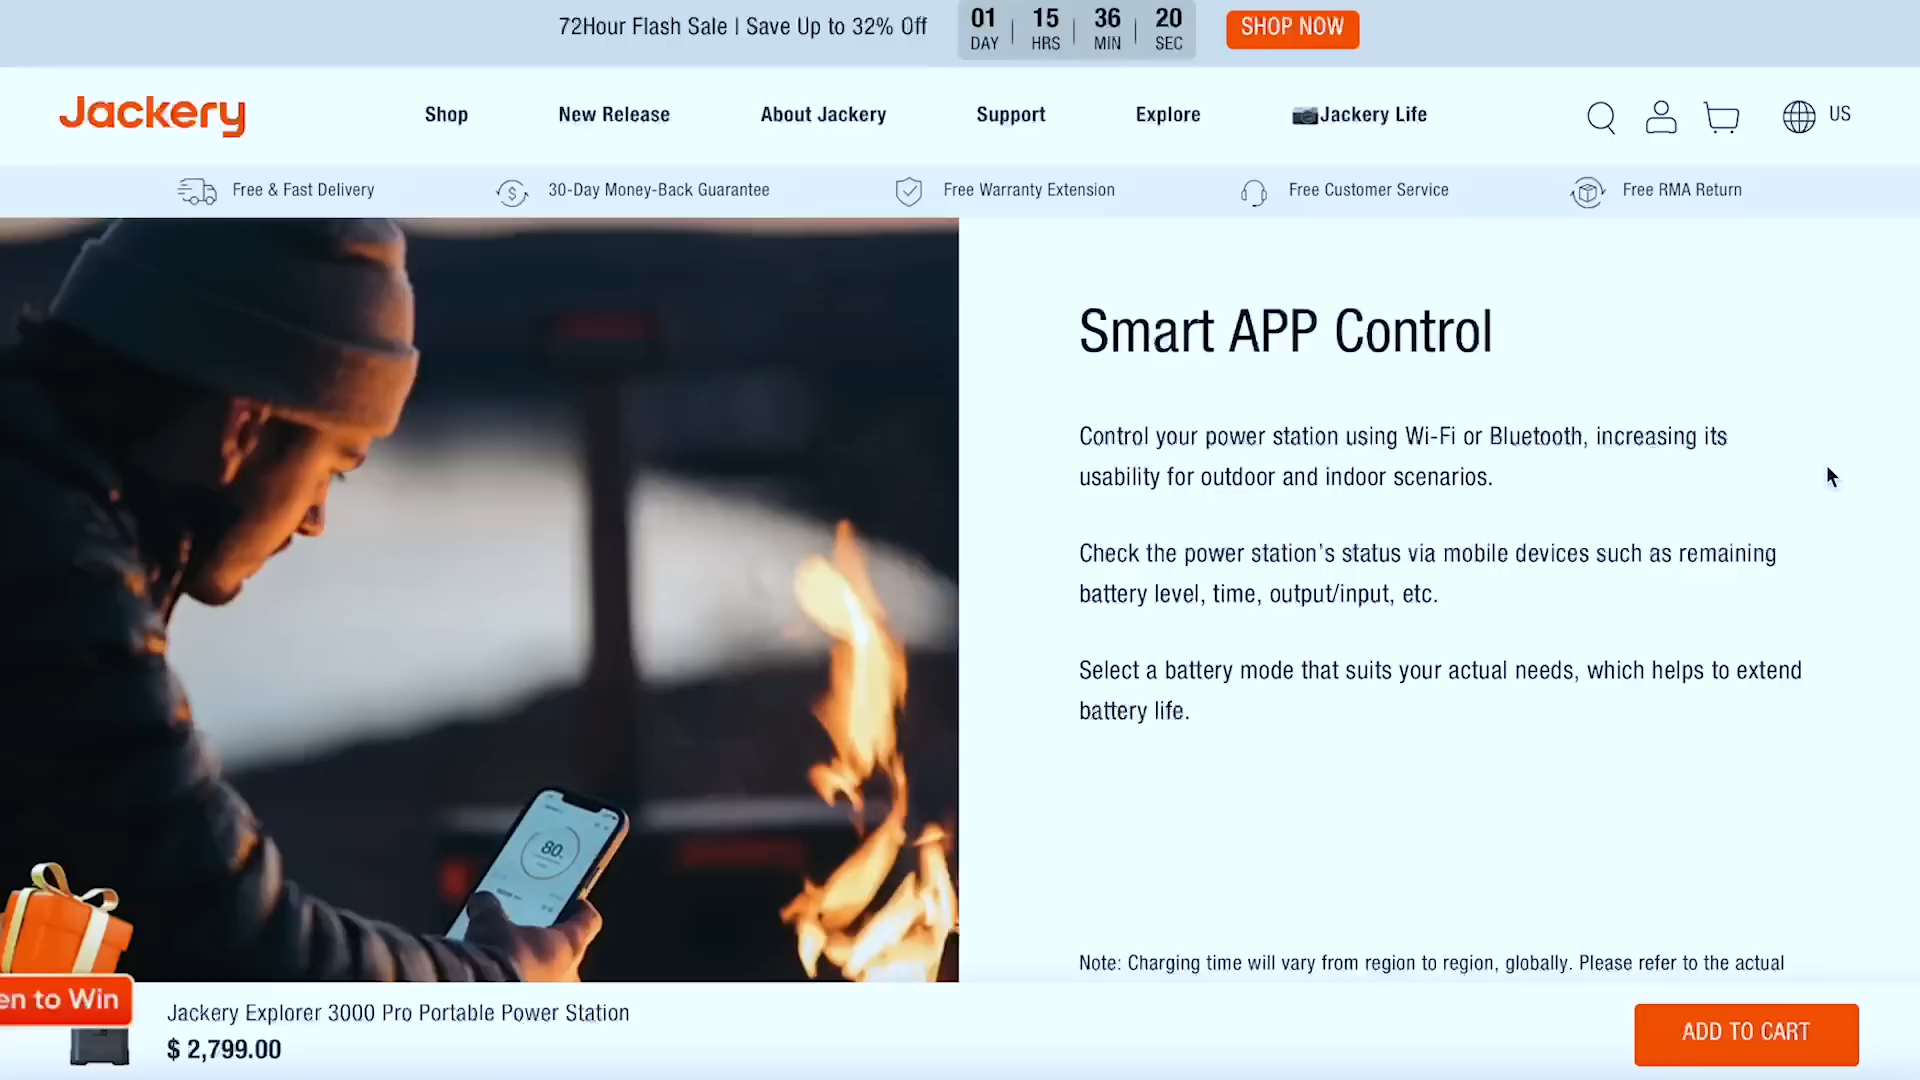 72Hour Flash Sale | Save Up to 32% Off
01 DAY | 15 HRS | 36 MIN | 20 SEC
SHOP NOW
Jackery
Shop
New Release
About Jackery
Support
Explore
Jackery Life
US
Free & Fast Delivery
30-Day Money-Back Guarantee
Free Warranty Extension
Free Customer Service
Free RMA Return
Smart APP Control
Control your power station using Wi-Fi or Bluetooth, increasing its
usability for outdoor and indoor scenarios.
Check the power station's status via mobile devices such as remaining
battery level, time, output/input, etc.
Select a battery mode that suits your actual needs, which helps to extend
battery life.
80
Note: Charging time will vary from region to region, globally. Please refer to the actual
en to Win
Jackery Explorer 3000 Pro Portable Power Station
$ 2,799.00
ADD TO CART